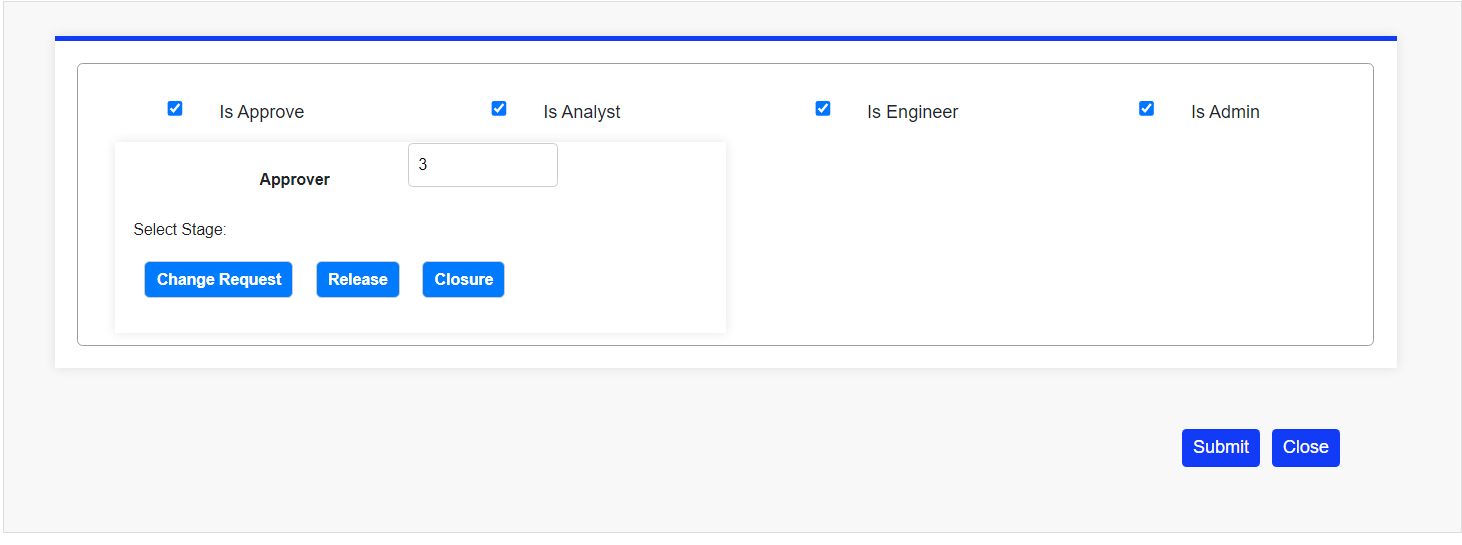 Is Approve
Is Analyst
Is Engineer
Is Admin
Approver
3
Select Stage:
Change Request
Release
Closure
Submit
Close